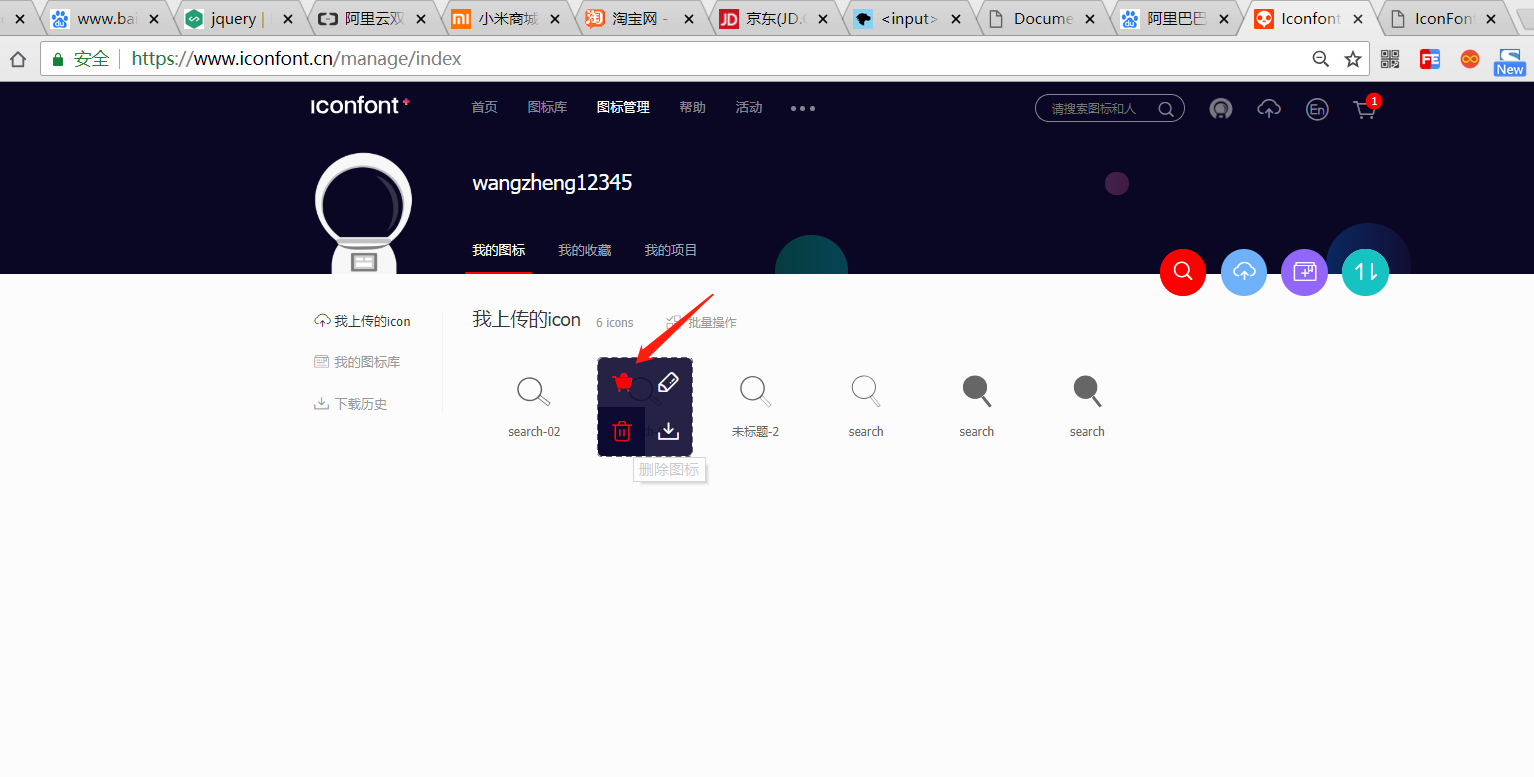 www.bai
jquery |
阿里云双
小米商城
淘宝网 -
京东(JD.
<input>
Docume
阿里巴巴
Iconfont
IconFon
安全
https://www.iconfont.cn/manage/index
New
iconfont+
首页
图标库
图标管理
帮助
活动
请搜索图标和人
En
1
wangzheng12345
我的图标
我的收藏
我的项目
我上传的icon
我的图标库
下载历史
我上传的icon
6 icons
批量操作
search-02
未标题-2
search
search
search
删除图标